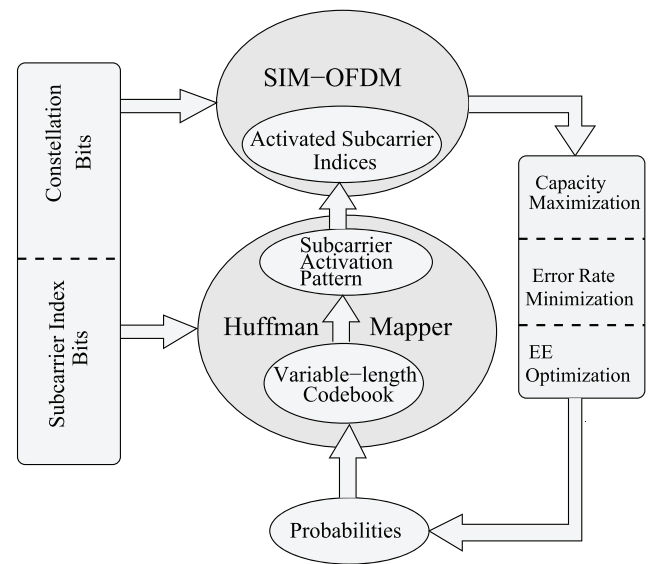 Constellation
Bits
Subcarrier Index
Bits
SIM−OFDM
Activated Subcarrier
Indices
Subcarrier
Activation
Pattern
Huffman Mapper
Variable−length
Codebook
Probabilities
Capacity
Maximization
Error Rate
Minimization
EE
Optimization